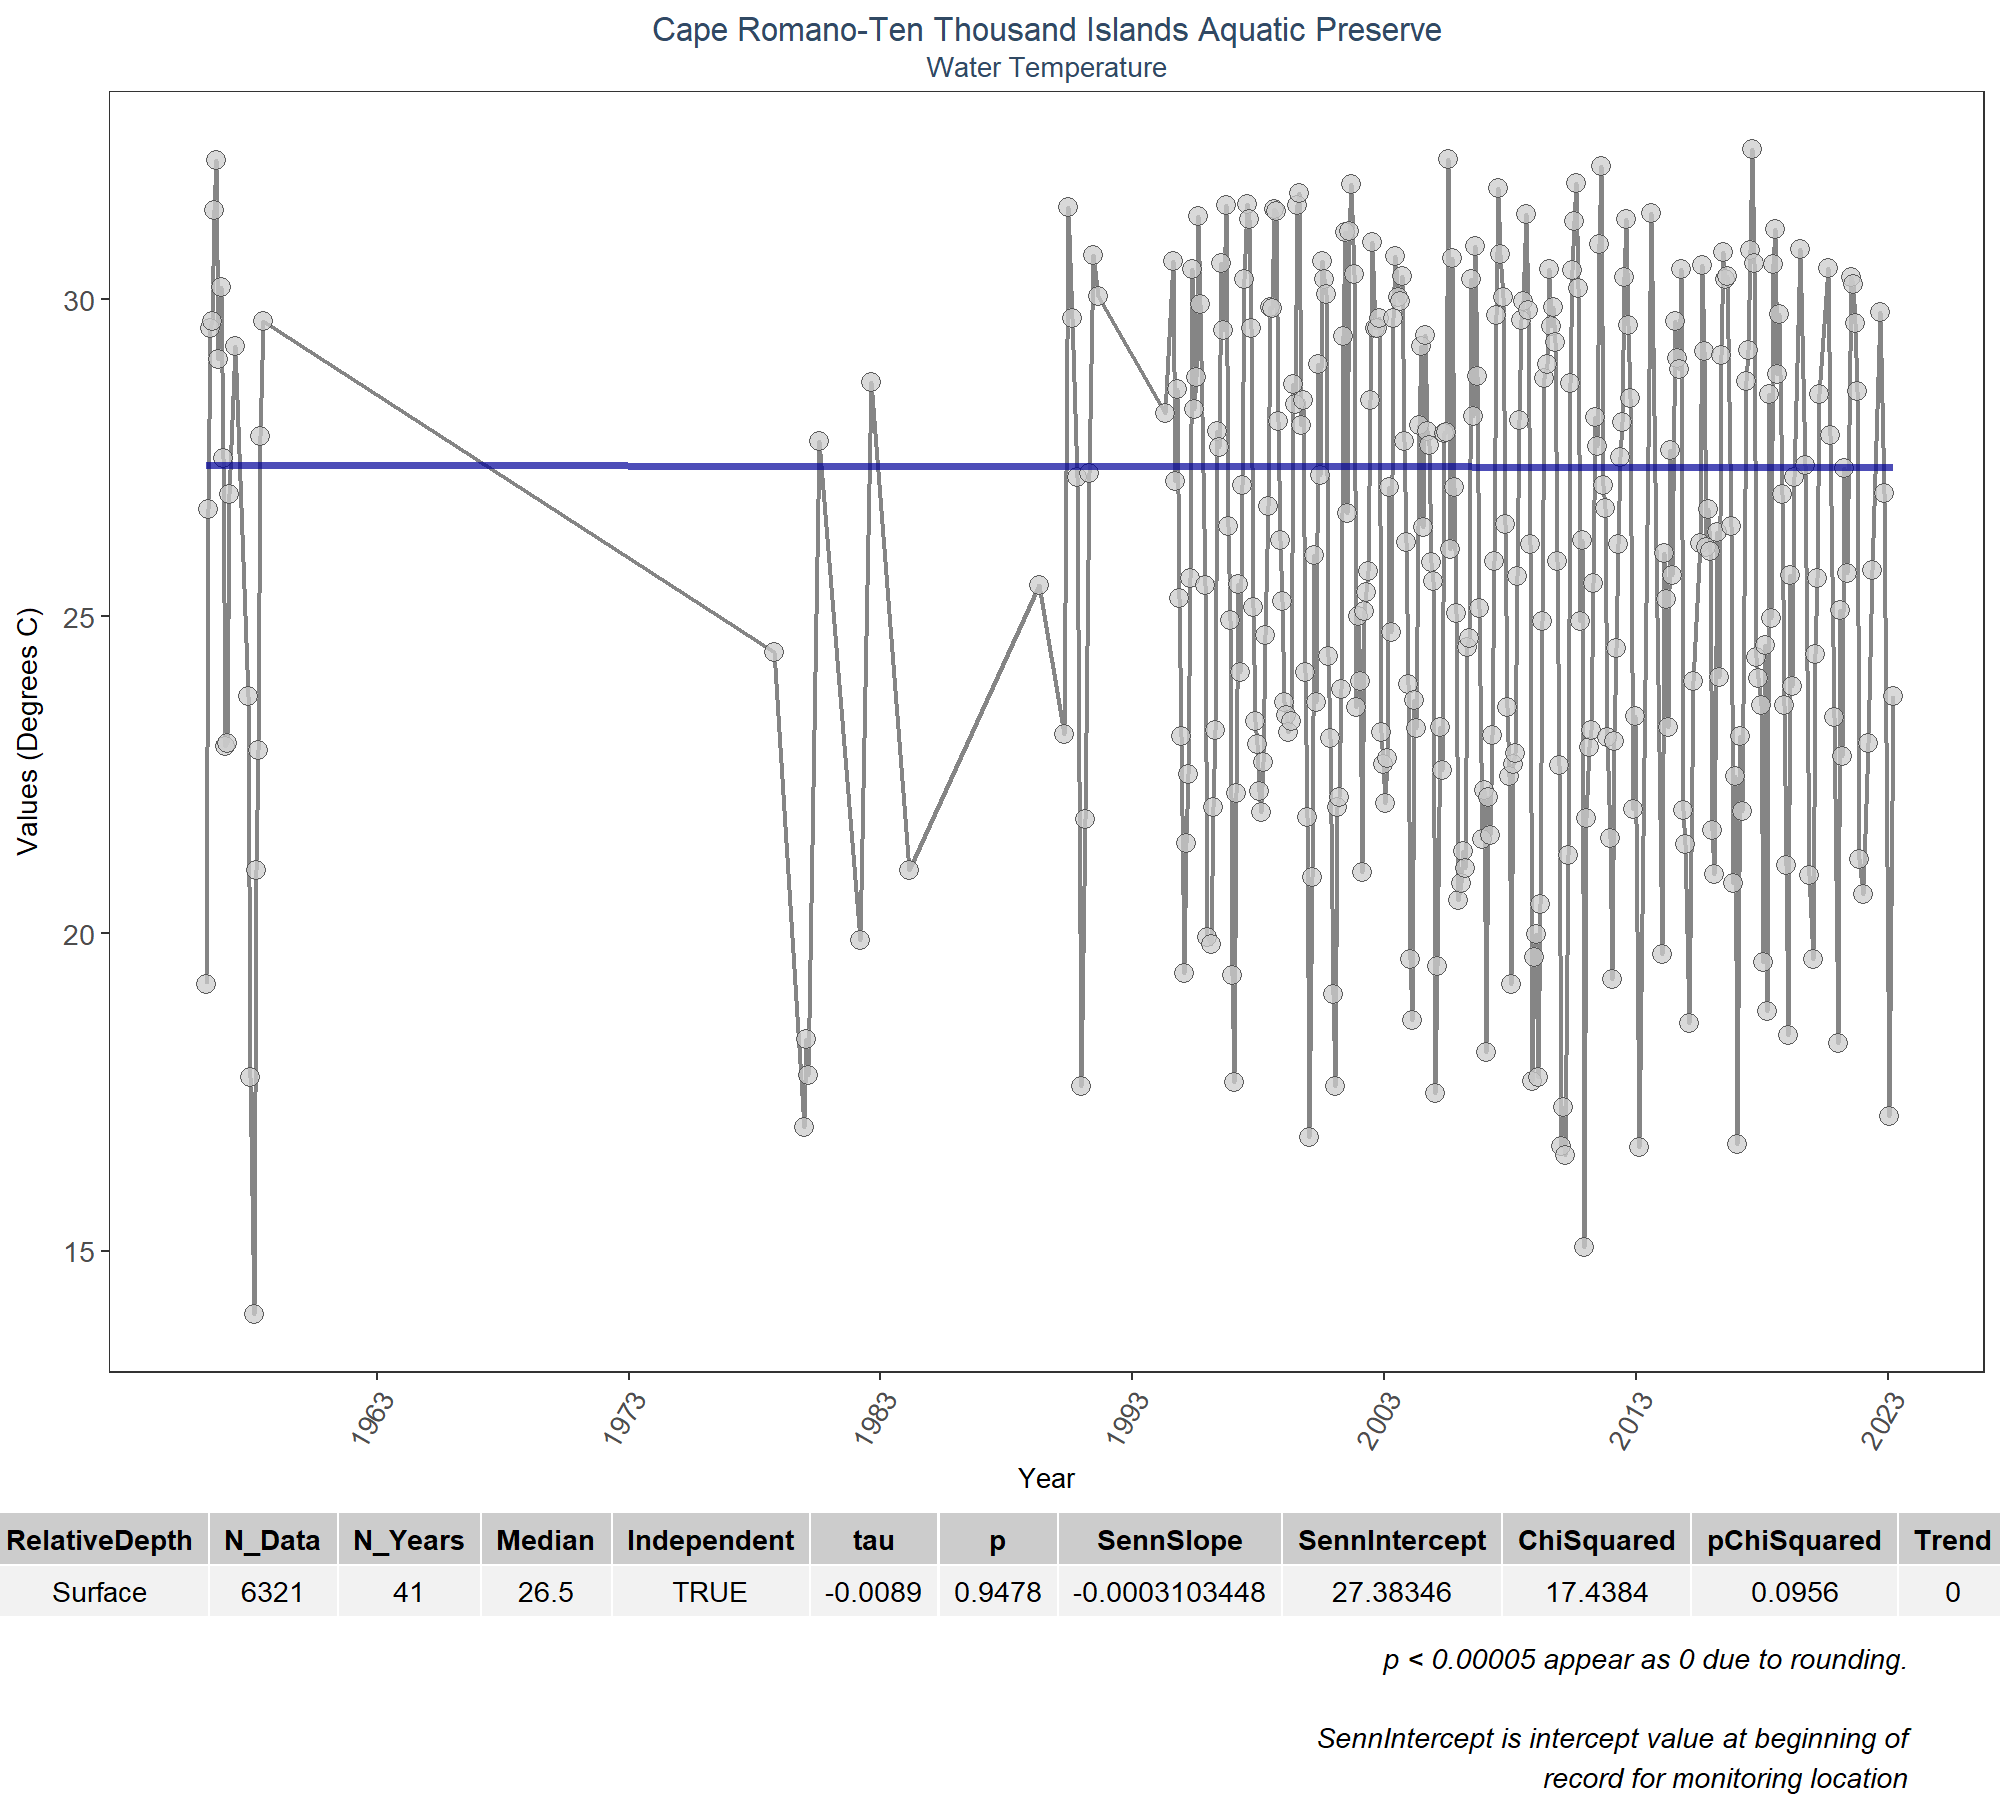 Cape Romano-Ten Thousand Islands Aquatic Preserve
Water Temperature
Values (Degrees C)
30
25
20
15
1963 1973 1983 1993 2003 2013 2023
Year
RelativeDepth N_Data N_Years Median Independent tau p SennSlope SennIntercept ChiSquared pChiSquared Trend
Surface 6321 41 26.5 TRUE -0.0089 0.9478 -0.0003103448 27.38346 17.4384 0.0956 0
p < 0.00005 appear as 0 due to rounding.
SennIntercept is intercept value at beginning of
record for monitoring location